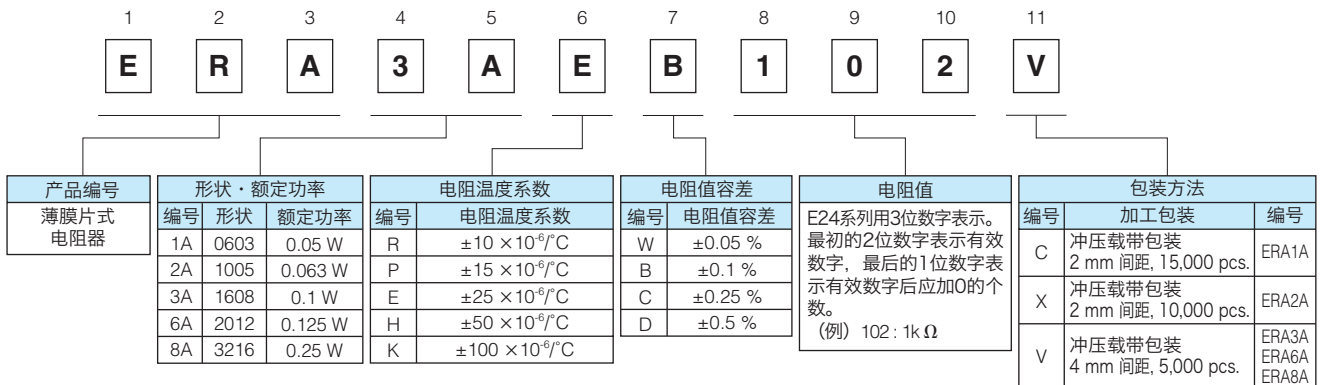 1 2 3 4 5 6 7 8 9 10 11
E R A 3 A E B 1 0 2 V
产品编号
薄膜片式
电阻器
形状・额定功率
编号 形状 额定功率
1A 0603 0.05 W
2A 1005 0.063 W
3A 1608 0.1 W
6A 2012 0.125 W
8A 3216 0.25 W
电阻温度系数
编号 电阻温度系数
R ±10 ×10⁻⁶/°C
P ±15 ×10⁻⁶/°C
E ±25 ×10⁻⁶/°C
H ±50 ×10⁻⁶/°C
K ±100 ×10⁻⁶/°C
电阻值容差
编号 电阻值容差
W ±0.05 %
B ±0.1 %
C ±0.25 %
D ±0.5 %
电阻值
E24系列用3位数字表示。
最初的2位数字表示有效
数字，最后的1位数字表
示有效数字后应加0的个
数。
（例）102 : 1k Ω
包装方法
编号 加工包装 编号
C 冲压载带包装
2 mm 间距, 15,000 pcs. ERA1A
X 冲压载带包装
2 mm 间距, 10,000 pcs. ERA2A
V 冲压载带包装
4 mm 间距, 5,000 pcs.
ERA3A
ERA6A
ERA8A